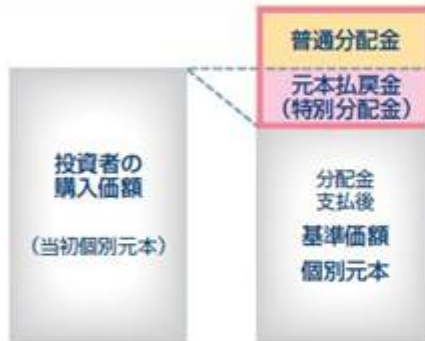 普通分配金
元本払戻金
（特別分配金）
投資者の
購入価額
（当初個別元本）
分配金
支払後
基準価額
個別元本